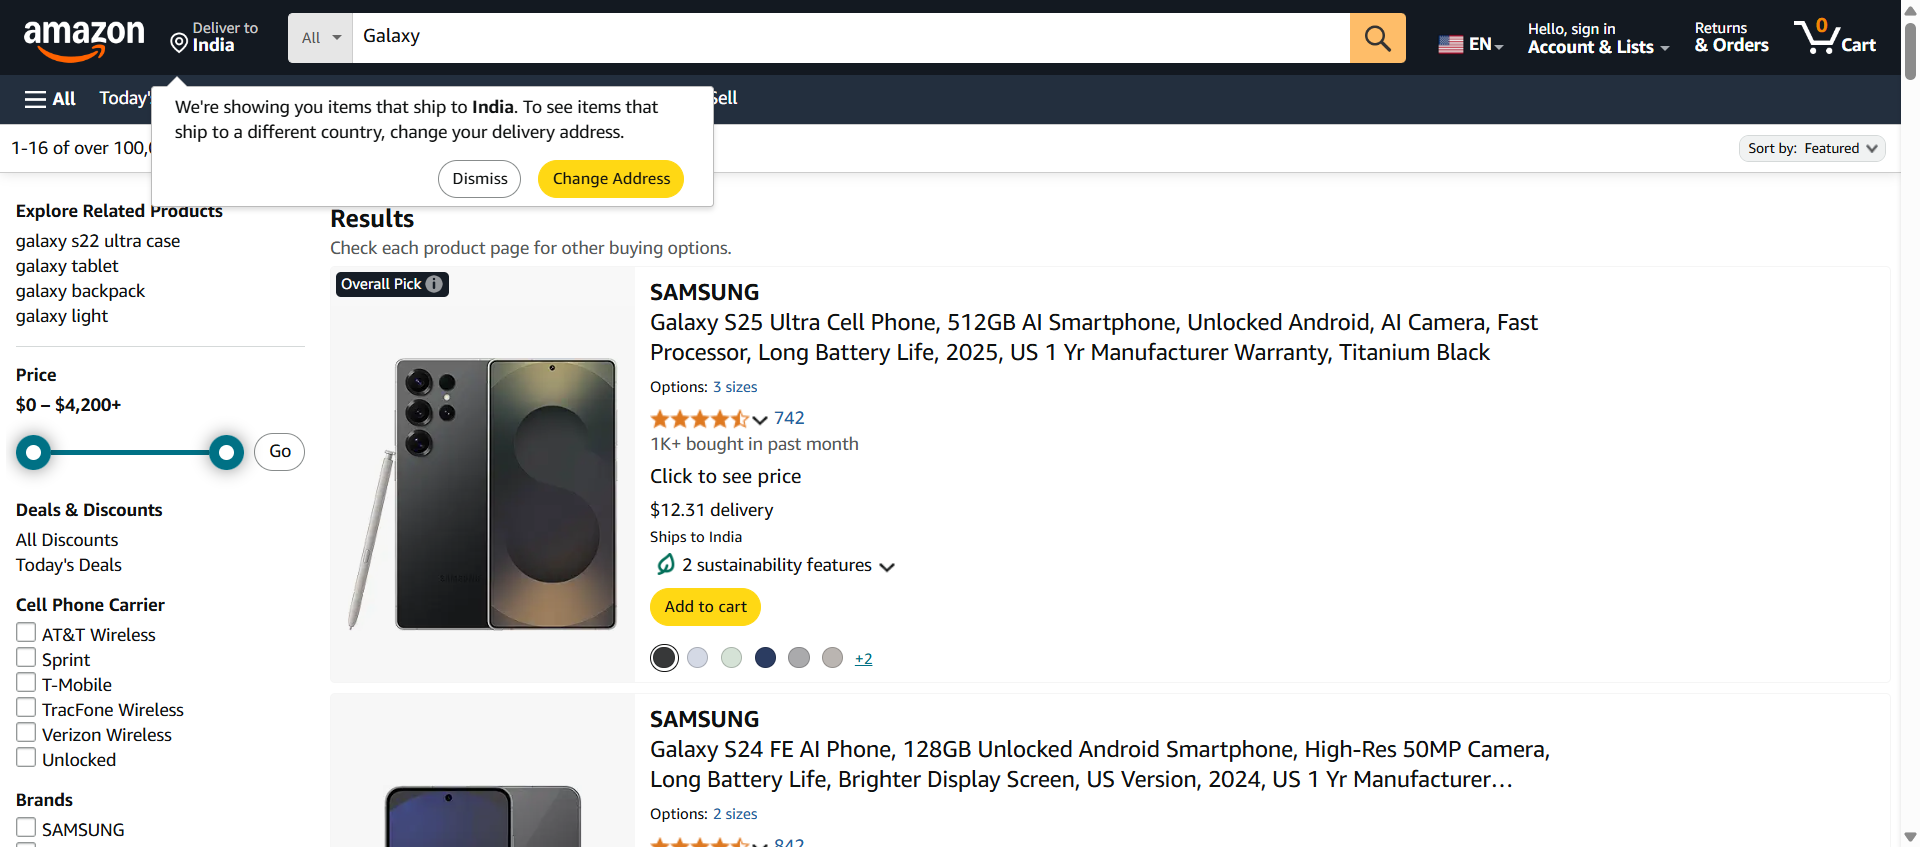 amazon
Deliver to
India
All
Galaxy
EN
Hello, sign in
Account & Lists
Returns
& Orders
0
Cart
All
Today'
Sell
We're showing you items that ship to India. To see items that
ship to a different country, change your delivery address.
Dismiss
Change Address
1-16 of over 100,
Sort by: Featured
Explore Related Products
galaxy s22 ultra case
galaxy tablet
galaxy backpack
galaxy light
Price
$0 – $4,200+
Go
Deals & Discounts
All Discounts
Today's Deals
Cell Phone Carrier
AT&T Wireless
Sprint
T-Mobile
TracFone Wireless
Verizon Wireless
Unlocked
Brands
SAMSUNG
Results
Check each product page for other buying options.
Overall Pick
SAMSUNG
Galaxy S25 Ultra Cell Phone, 512GB AI Smartphone, Unlocked Android, AI Camera, Fast
Processor, Long Battery Life, 2025, US 1 Yr Manufacturer Warranty, Titanium Black
Options: 3 sizes
742
1K+ bought in past month
Click to see price
$12.31 delivery
Ships to India
2 sustainability features
Add to cart
+2
SAMSUNG
Galaxy S24 FE AI Phone, 128GB Unlocked Android Smartphone, High-Res 50MP Camera,
Long Battery Life, Brighter Display Screen, US Version, 2024, US 1 Yr Manufacturer…
Options: 2 sizes
842